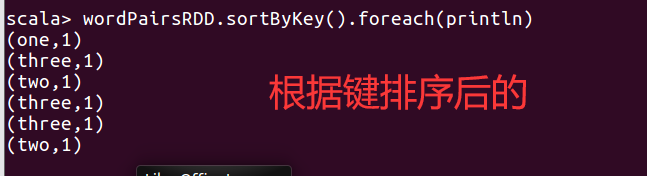 scala> wordPairsRDD.sortByKey().foreach(println)
(one,1)
(three,1)
(two,1)
(three,1)
(three,1)
(two,1)
根据键排序后的